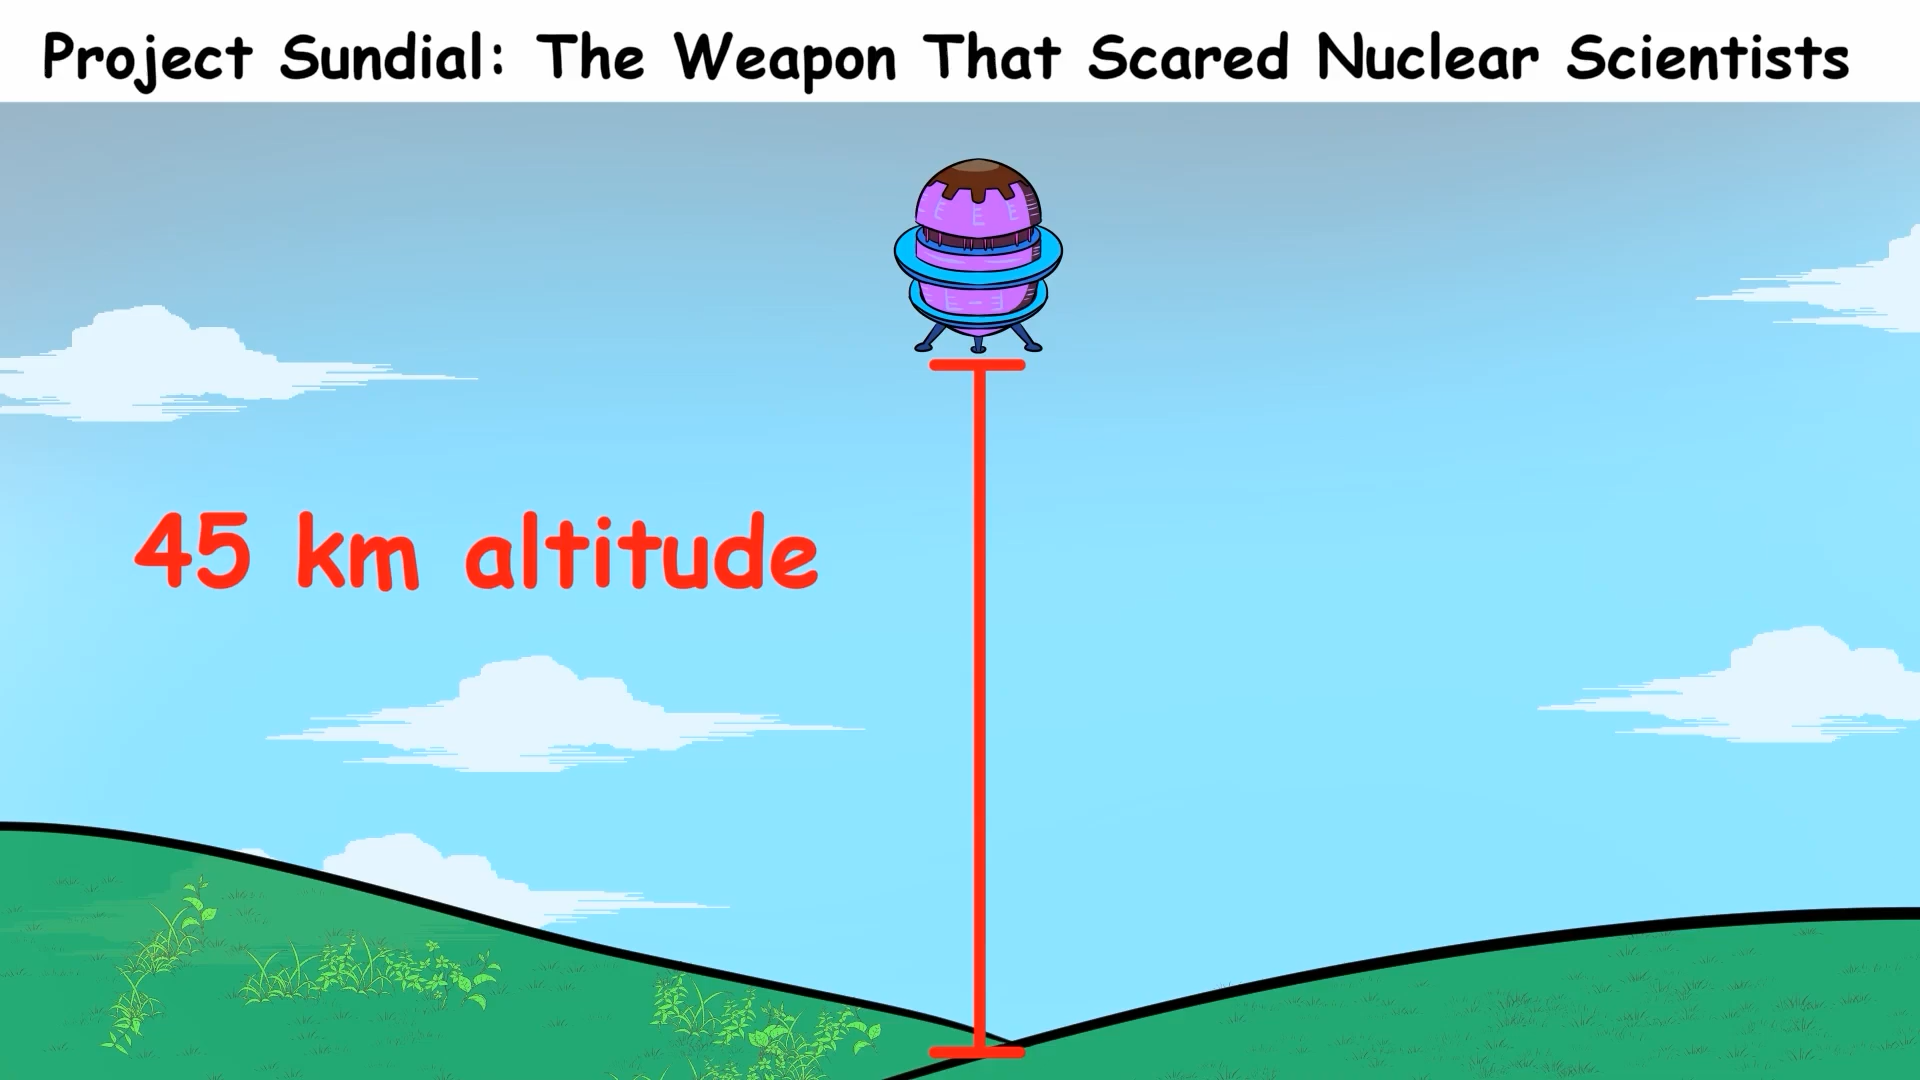 Project Sundial: The Weapon That Scared Nuclear Scientists
45 km altitude